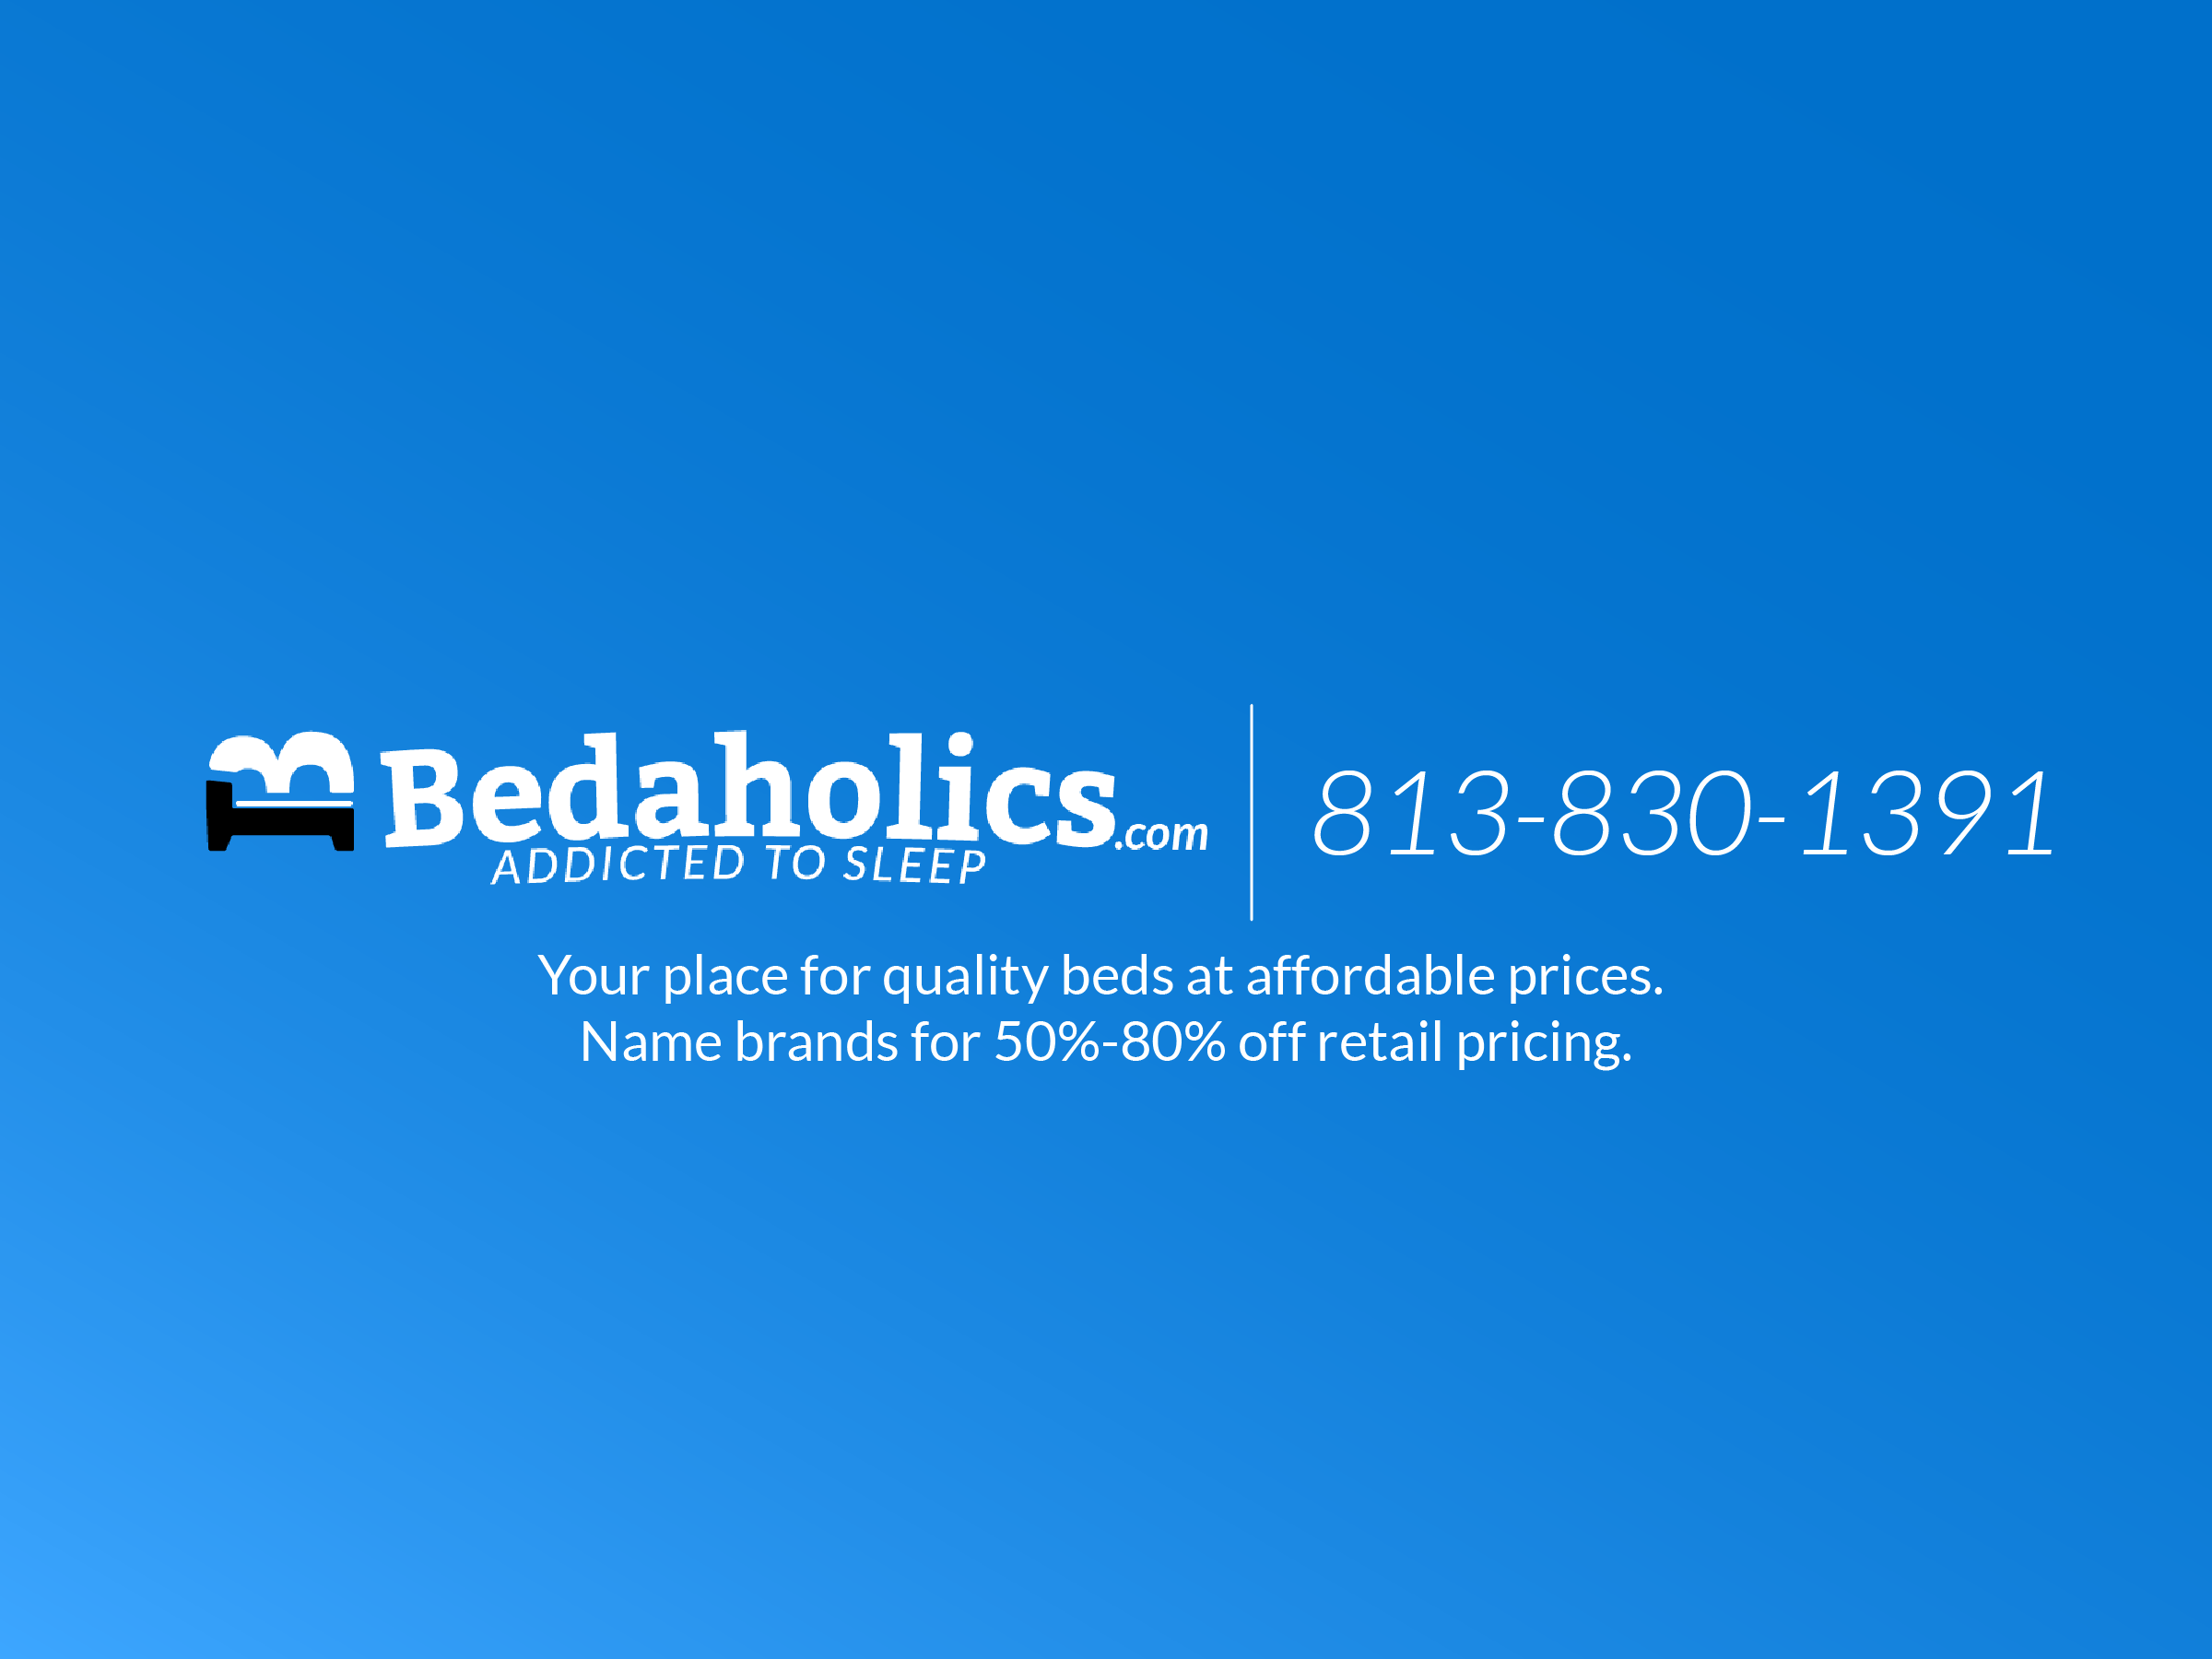 Bedaholics.com
ADDICTED TO SLEEP
813-830-1391
Your place for quality beds at affordable prices.
Name brands for 50%-80% off retail pricing.